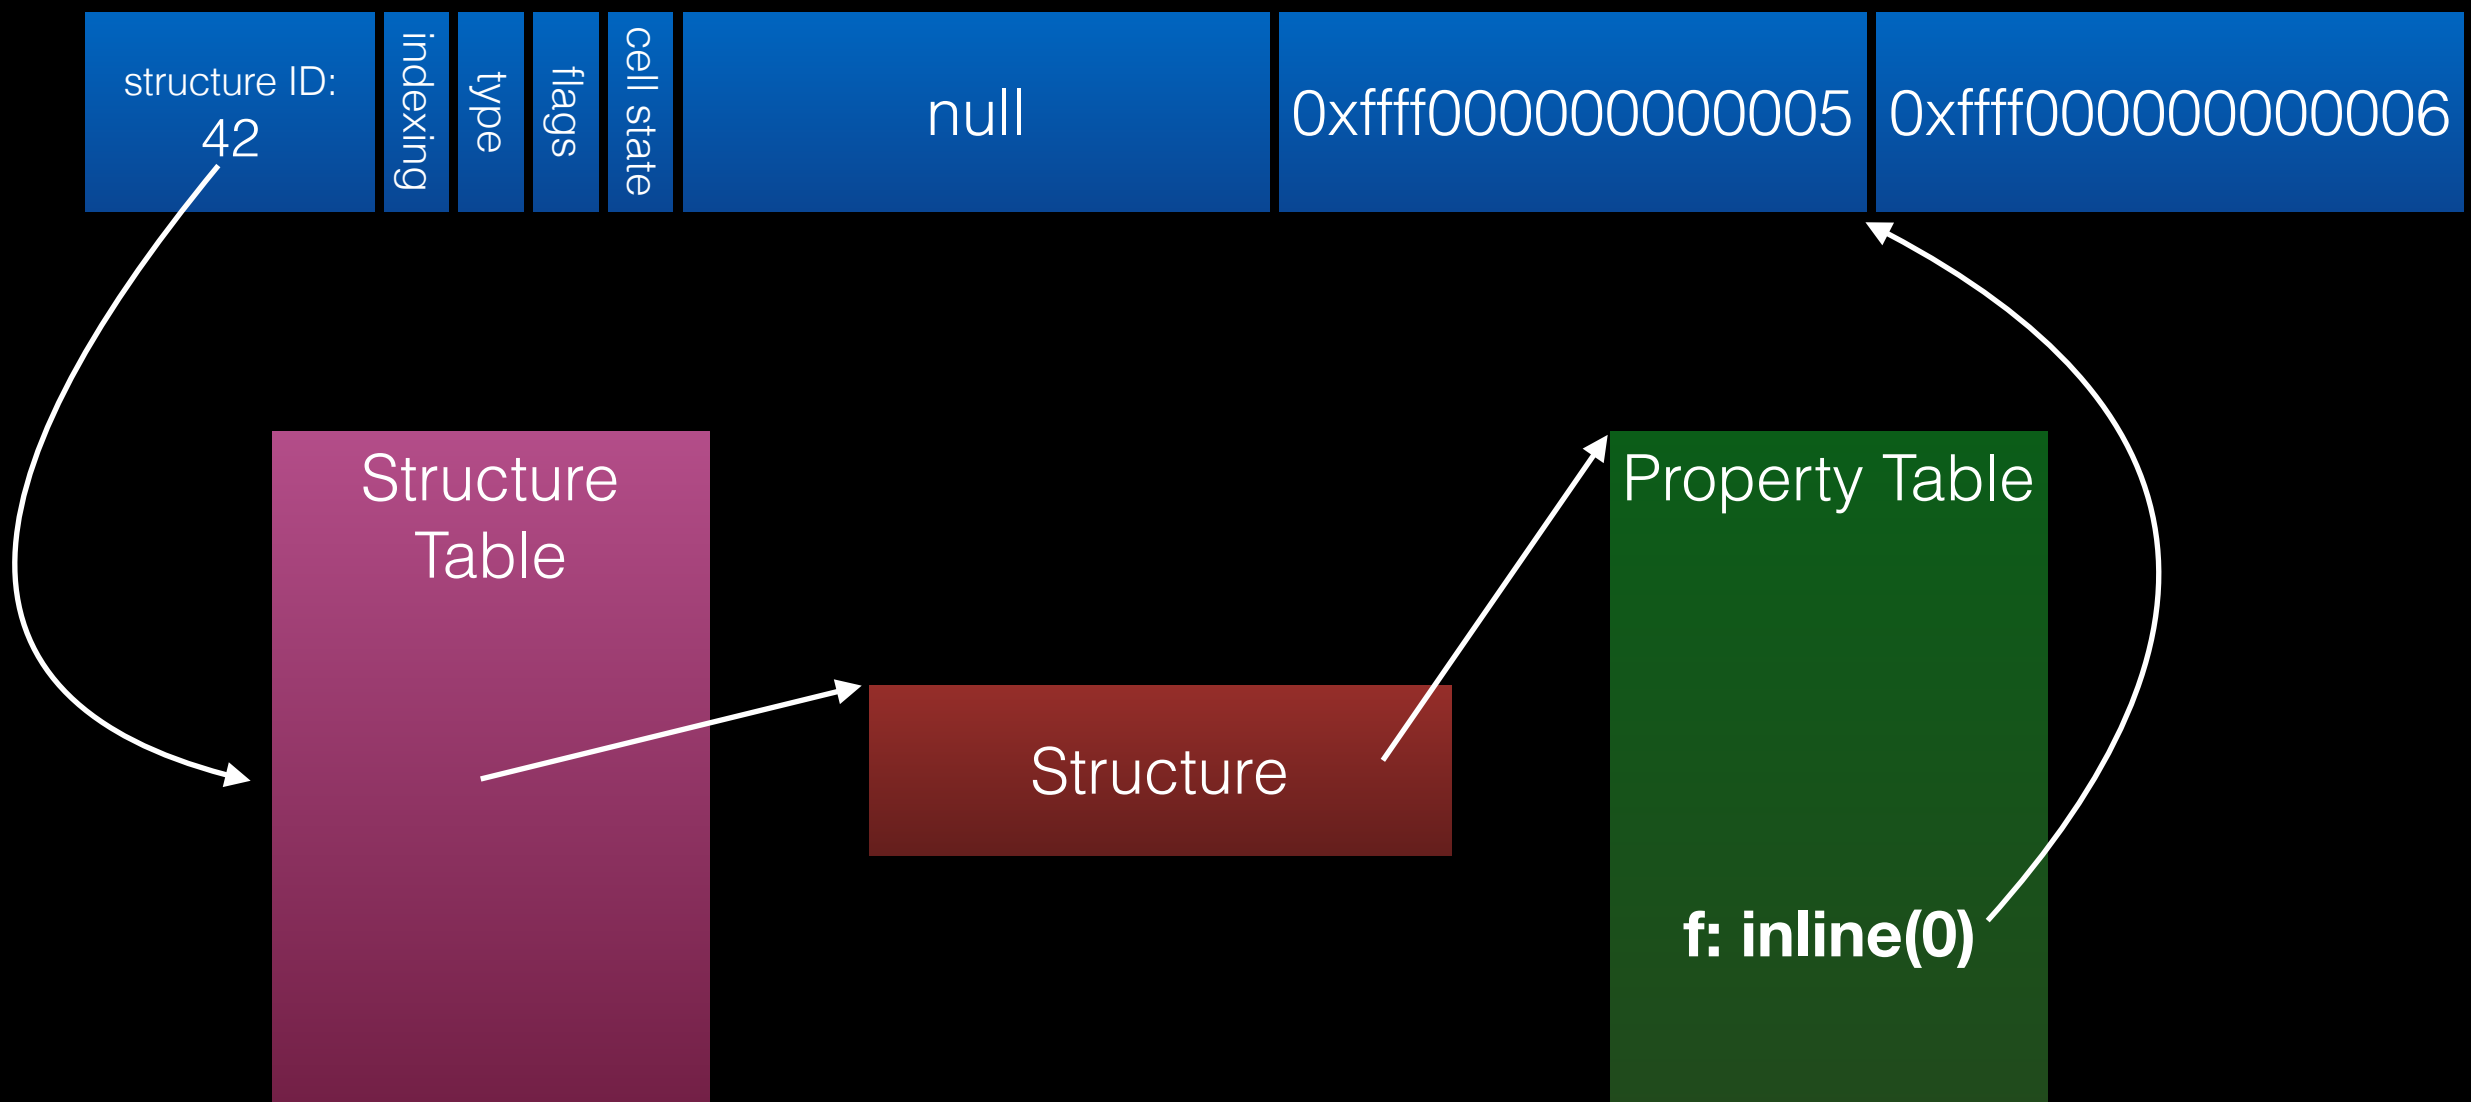 structure ID:
42
indexing
type
flags
cell state
null
0xffff000000000005
0xffff000000000006
Structure
Table
Structure
Property Table
f: inline(0)